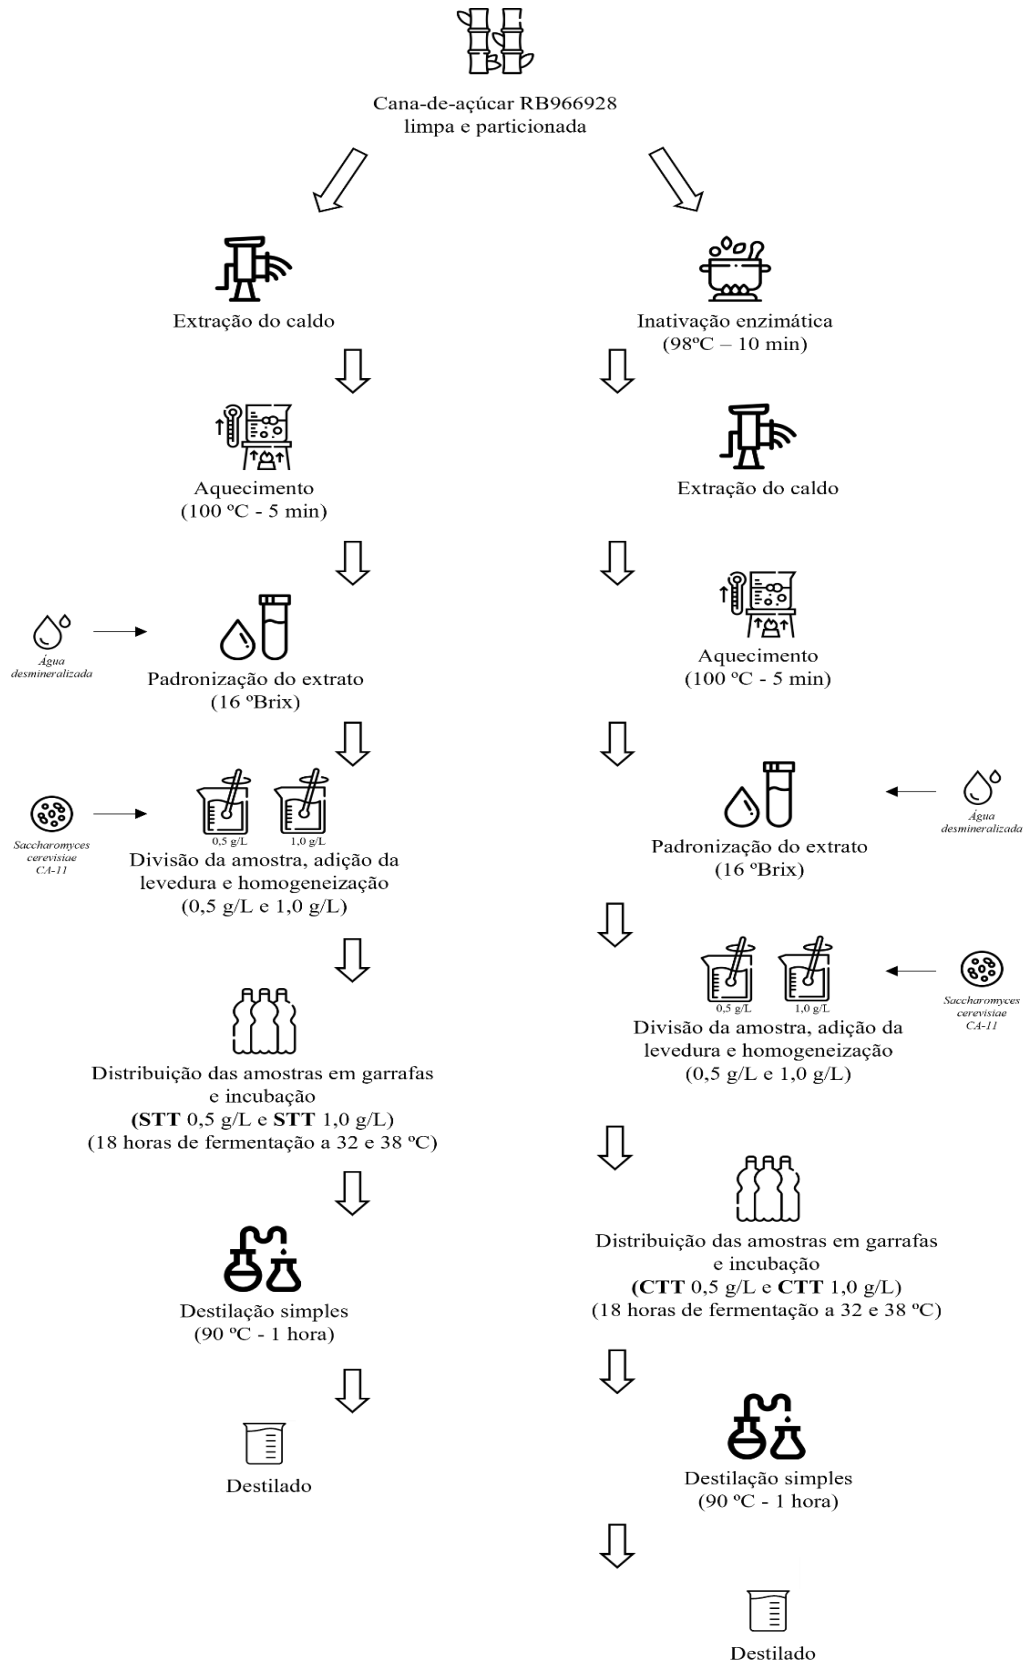 Cana-de-açúcar RB966928
limpa e particionada
Extração do caldo
Aquecimento
(100 ºC - 5 min)
Água
desmineralizada
Padronização do extrato
(16 ºBrix)
Saccharomyces
cerevisiae
CA-11
0,5 g/L
1,0 g/L
Divisão da amostra, adição da
levedura e homogeneização
(0,5 g/L e 1,0 g/L)
Distribuição das amostras em garrafas
e incubação
(STT 0,5 g/L e STT 1,0 g/L)
(18 horas de fermentação a 32 e 38 ºC)
Destilação simples
(90 ºC - 1 hora)
Destilado
Inativação enzimática
(98ºC – 10 min)
Extração do caldo
Aquecimento
(100 ºC - 5 min)
Padronização do extrato
(16 ºBrix)
Água
desmineralizada
0,5 g/L
1,0 g/L
Divisão da amostra, adição da
levedura e homogeneização
(0,5 g/L e 1,0 g/L)
Saccharomyces
cerevisiae
CA-11
Distribuição das amostras em garrafas
e incubação
(CTT 0,5 g/L e CTT 1,0 g/L)
(18 horas de fermentação a 32 e 38 ºC)
Destilação simples
(90 ºC - 1 hora)
Destilado